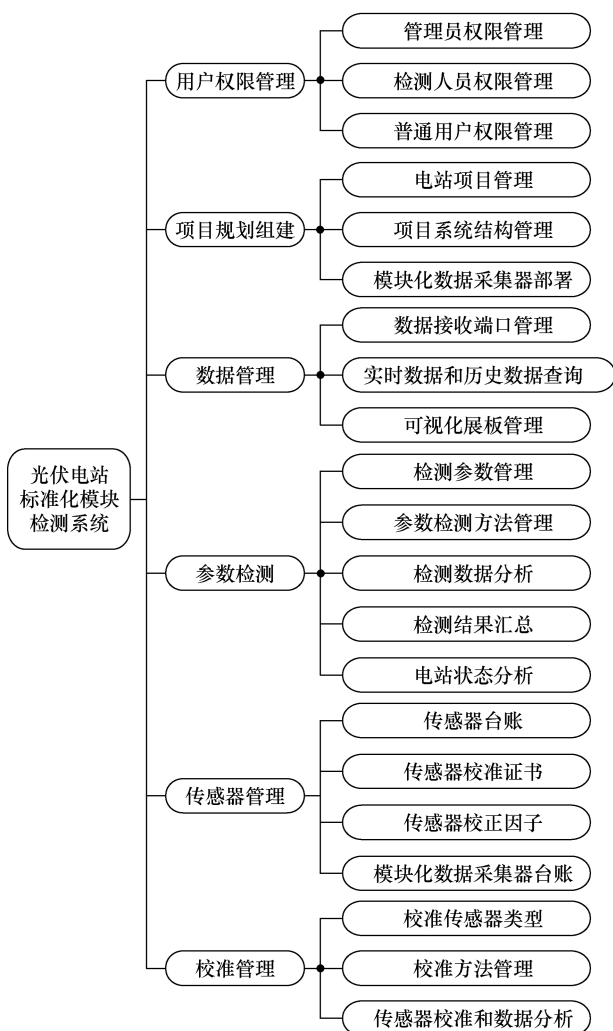 光伏电站
标准化模块
检测系统
用户权限管理
管理员权限管理
检测人员权限管理
普通用户权限管理
项目规划组建
电站项目管理
项目系统结构管理
模块化数据采集器部署
数据管理
数据接收端口管理
实时数据和历史数据查询
可视化展板管理
参数检测
检测参数管理
参数检测方法管理
检测数据分析
检测结果汇总
电站状态分析
传感器管理
传感器台账
传感器校准证书
传感器校正因子
模块化数据采集器台账
校准管理
校准传感器类型
校准方法管理
传感器校准和数据分析